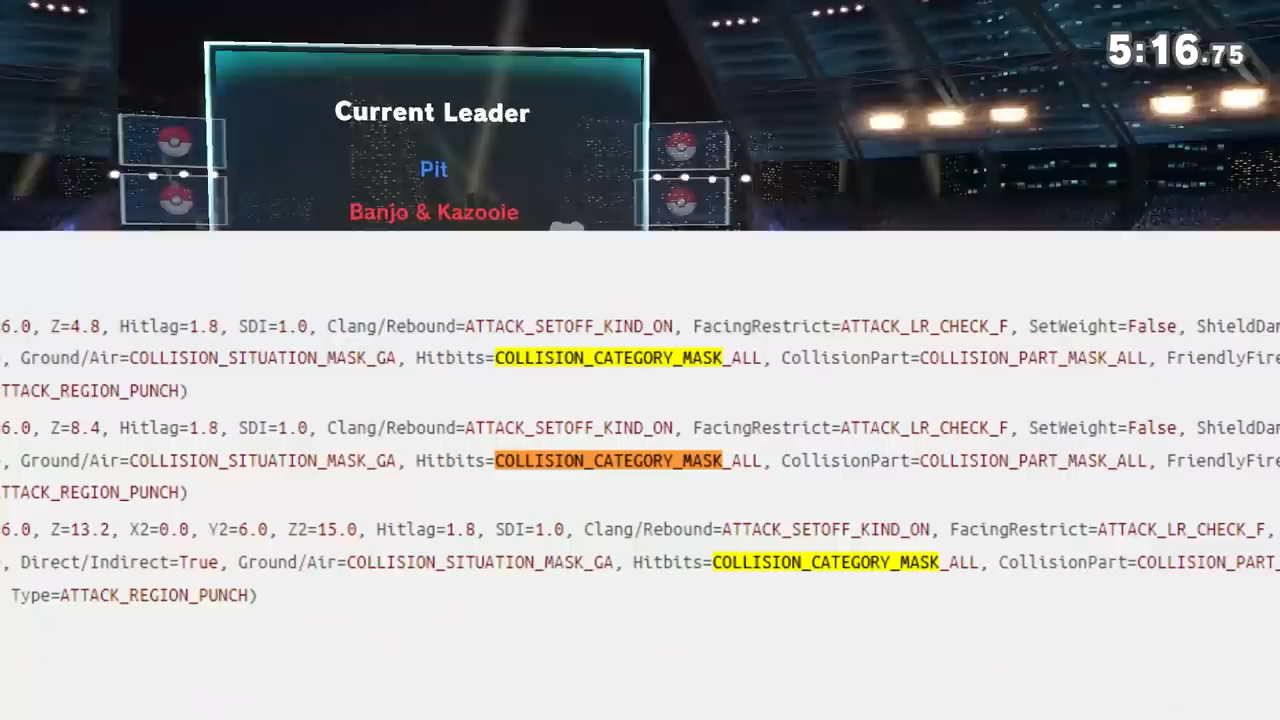 5:16.75
Current Leader
Pit
Banjo & Kazooie
=6.0, Z=4.8, Hitlag=1.8, SDI=1.0, Clang/Rebound=ATTACK_SETOFF_KIND_ON, FacingRestrict=ATTACK_LR_CHECK_F, SetWeight=False, ShieldDam
, Ground/Air=COLLISION_SITUATION_MASK_GA, Hitbits=COLLISION_CATEGORY_MASK_ALL, CollisionPart=COLLISION_PART_MASK_ALL, FriendlyFire
TTACK_REGION_PUNCH)
=6.0, Z=8.4, Hitlag=1.8, SDI=1.0, Clang/Rebound=ATTACK_SETOFF_KIND_ON, FacingRestrict=ATTACK_LR_CHECK_F, SetWeight=False, ShieldDam
, Ground/Air=COLLISION_SITUATION_MASK_GA, Hitbits=COLLISION_CATEGORY_MASK_ALL, CollisionPart=COLLISION_PART_MASK_ALL, FriendlyFire
TTACK_REGION_PUNCH)
=6.0, Z=13.2, X2=0.0, Y2=6.0, Z2=15.0, Hitlag=1.8, SDI=1.0, Clang/Rebound=ATTACK_SETOFF_KIND_ON, FacingRestrict=ATTACK_LR_CHECK_F,
, Direct/Indirect=True, Ground/Air=COLLISION_SITUATION_MASK_GA, Hitbits=COLLISION_CATEGORY_MASK_ALL, CollisionPart=COLLISION_PART_
Type=ATTACK_REGION_PUNCH)